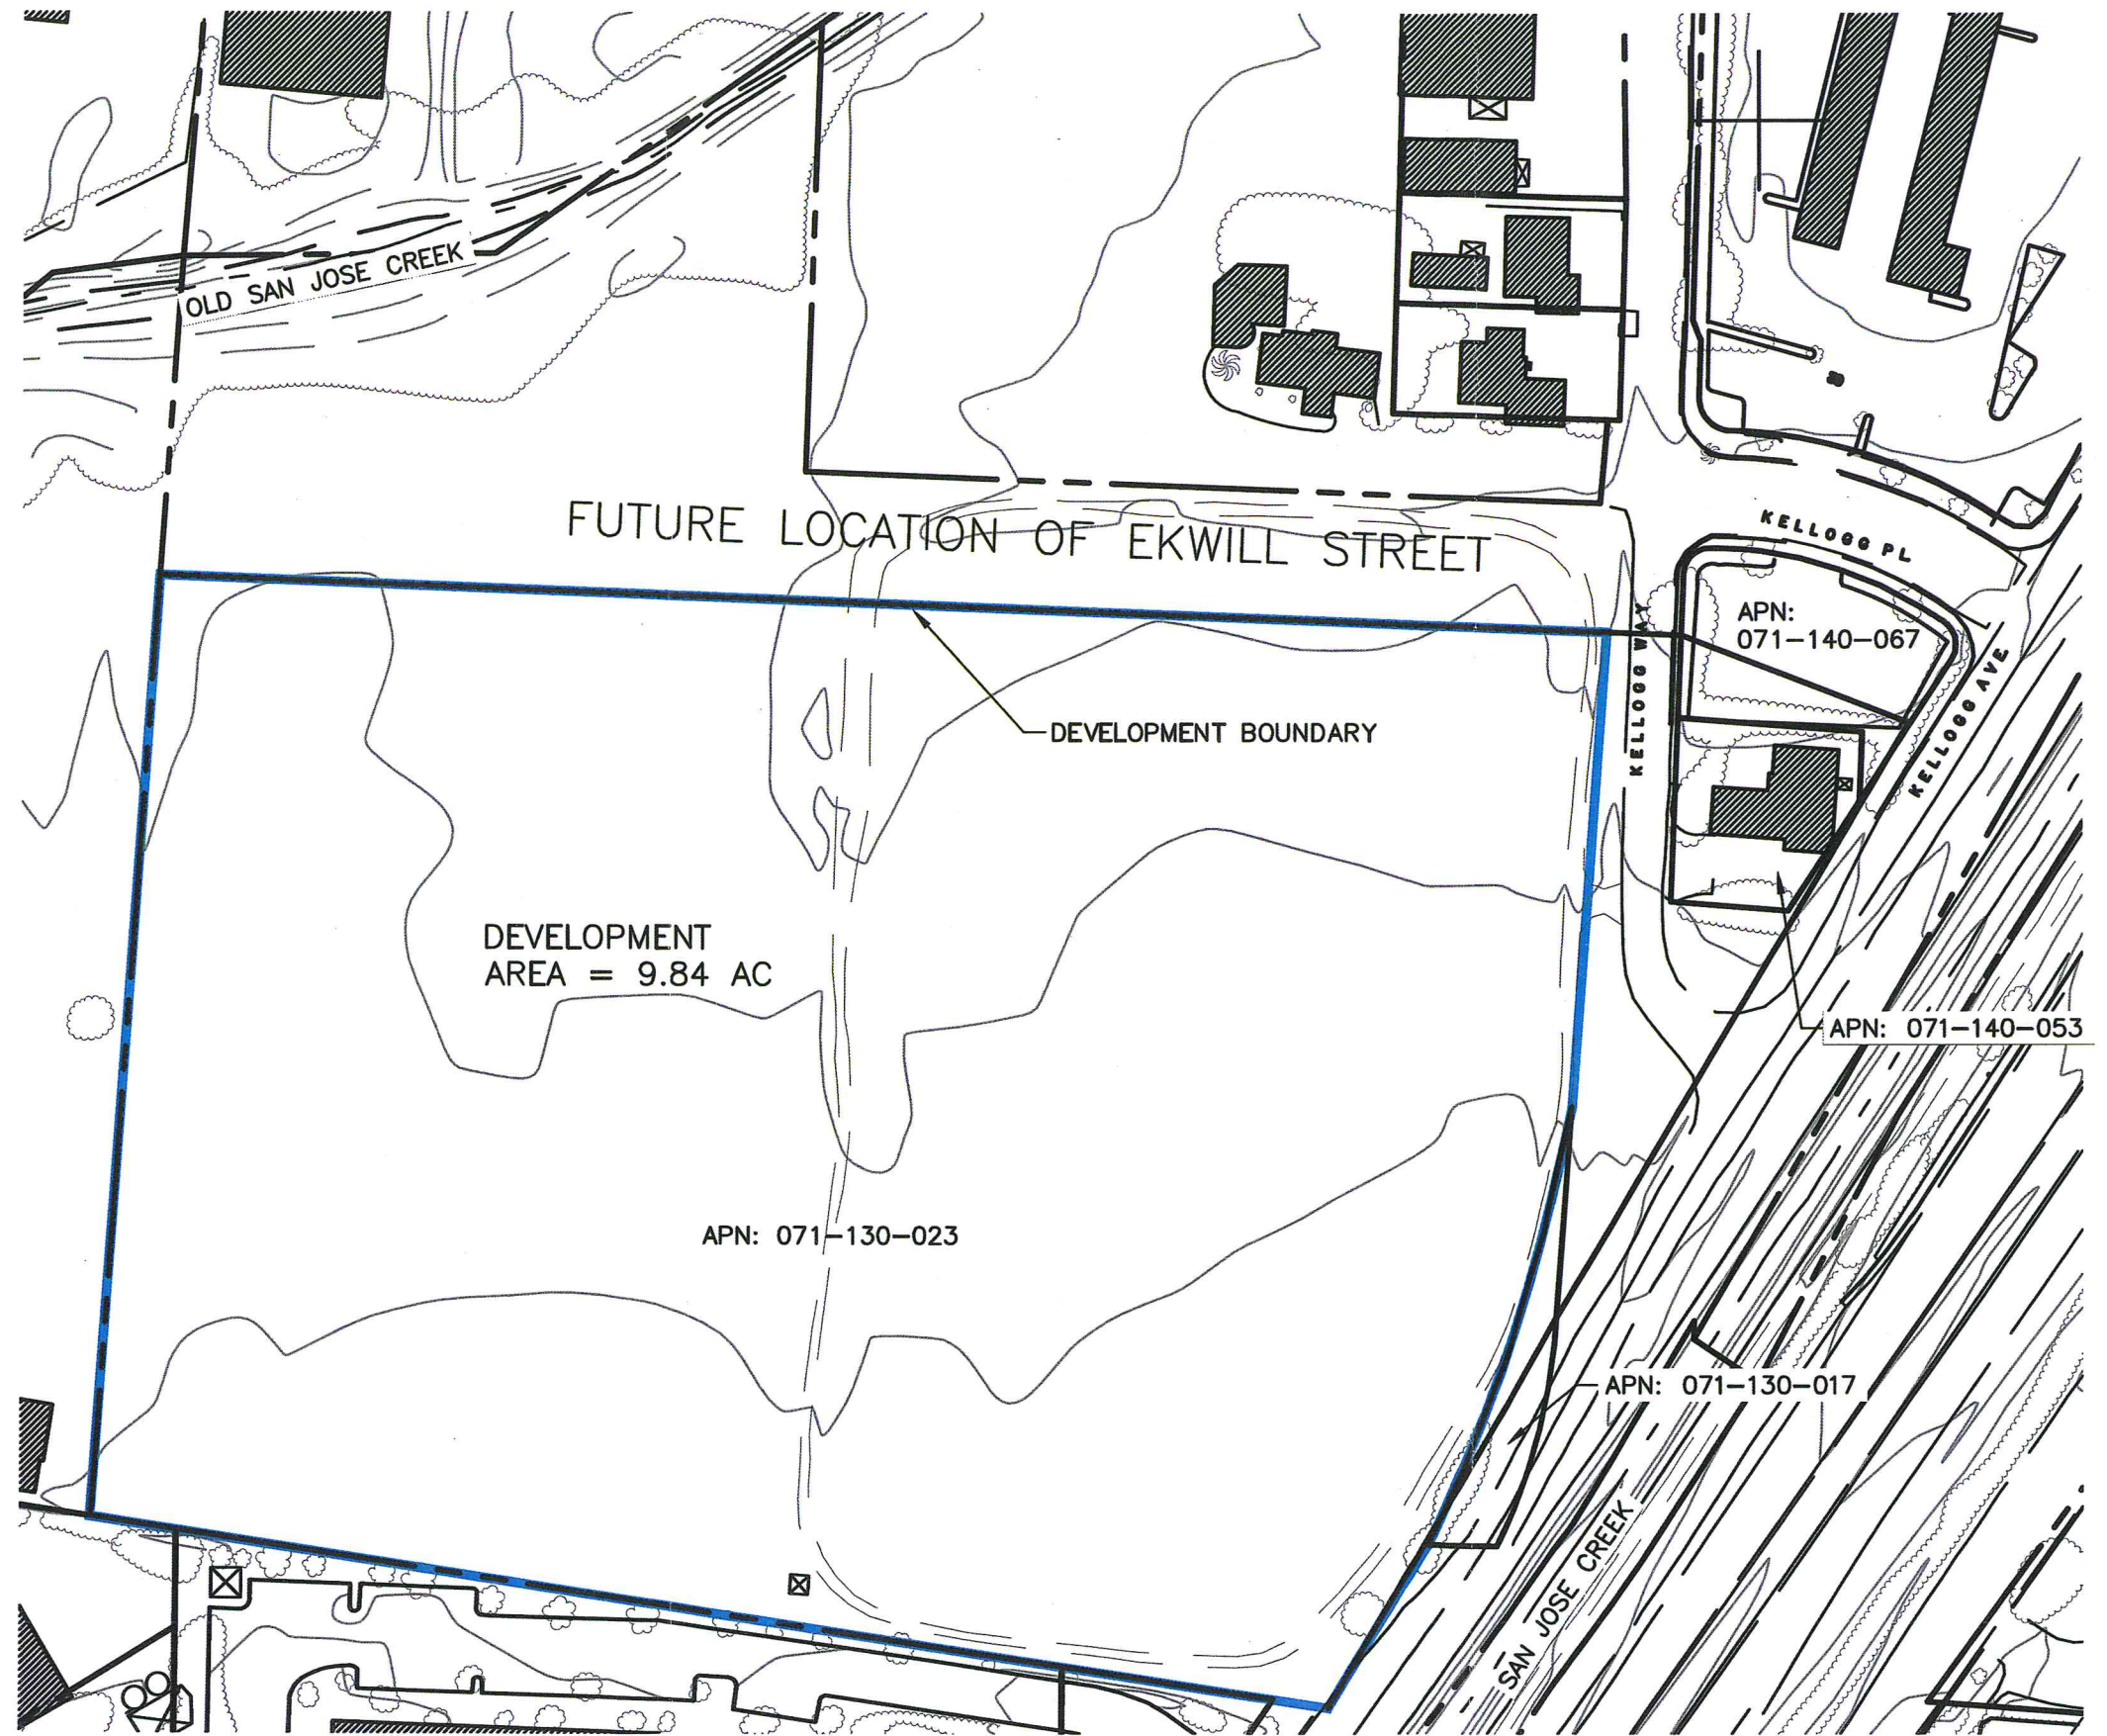 OLD SAN JOSE CREEK
FUTURE LOCATION OF EKWILL STREET
KELLOGG PL
APN:
071-140-067
KELLOGG WAY
KELLOGG AVE
DEVELOPMENT BOUNDARY
DEVELOPMENT
AREA = 9.84 AC
APN: 071-140-053
APN: 071-130-023
APN: 071-130-017
SAN JOSE CREEK